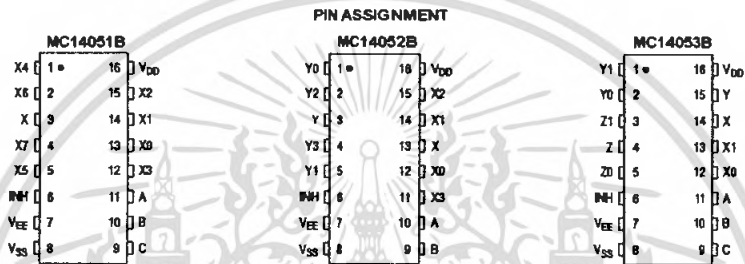 PIN ASSIGNMENT
MC14051B
X4 1 16 VDD
X6 2 15 X2
X 3 14 X1
X7 4 13 X0
X5 5 12 X3
INH 6 11 A
VEE 7 10 B
VSS 8 9 C
MC14052B
Y0 1 16 VDD
Y2 2 15 X2
Y 3 14 X1
Y3 4 13 X
Y1 5 12 X0
INH 6 11 X3
VEE 7 10 A
VSS 8 9 B
MC14053B
Y1 1 16 VDD
Y0 2 15 Y
Z1 3 14 X
Z 4 13 X1
Z0 5 12 X0
INH 6 11 A
VEE 7 10 B
VSS 8 9 C